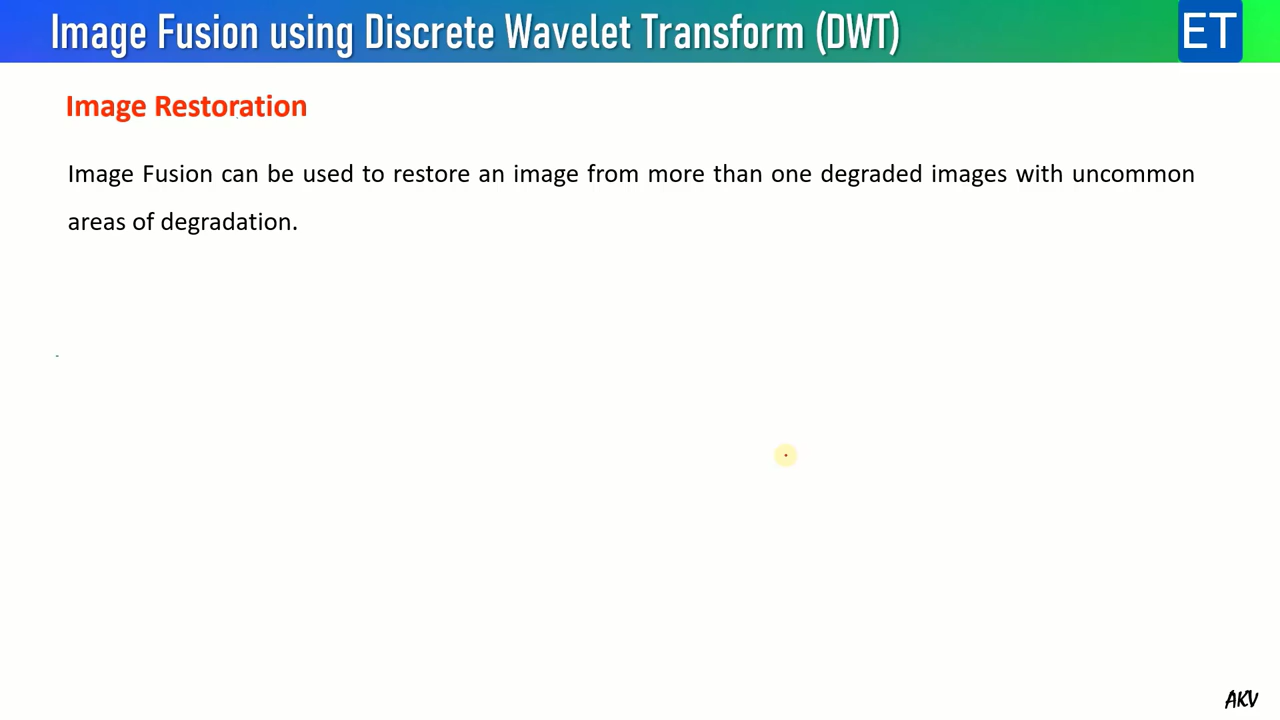 Image Fusion using Discrete Wavelet Transform (DWT)
ET
Image Restoration
Image Fusion can be used to restore an image from more than one degraded images with uncommon
areas of degradation.
AKV